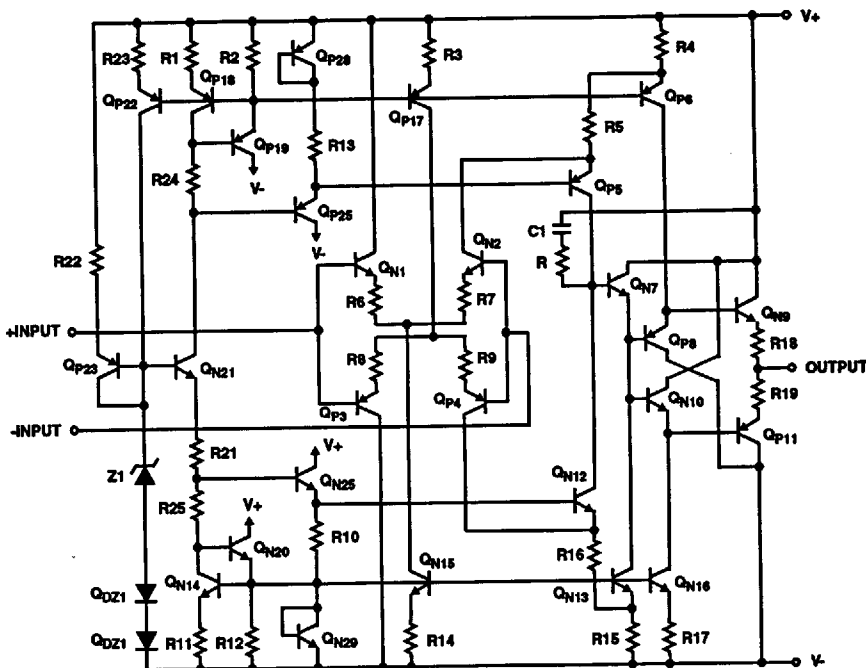 V+
R23
R1
R2
QP28
R3
R4
QP22
QP18
QP17
QP6
R13
R5
QP19
V-
R24
QP5
QP25
V-
C1
R
QN2
R22
QN1
QN7
R6
R7
QN9
+INPUT
QP8
R18
QP23
QN21
R8
R9
OUTPUT
QN10
R19
QP3
QP4
-INPUT
QP11
R21
V+
Z1
QN25
QN12
R25
V+
R10
QN20
R16
QN14
QN15
QDZ1
QN13
QN16
QDZ1
R11
R12
QN29
R14
R15
R17
V-